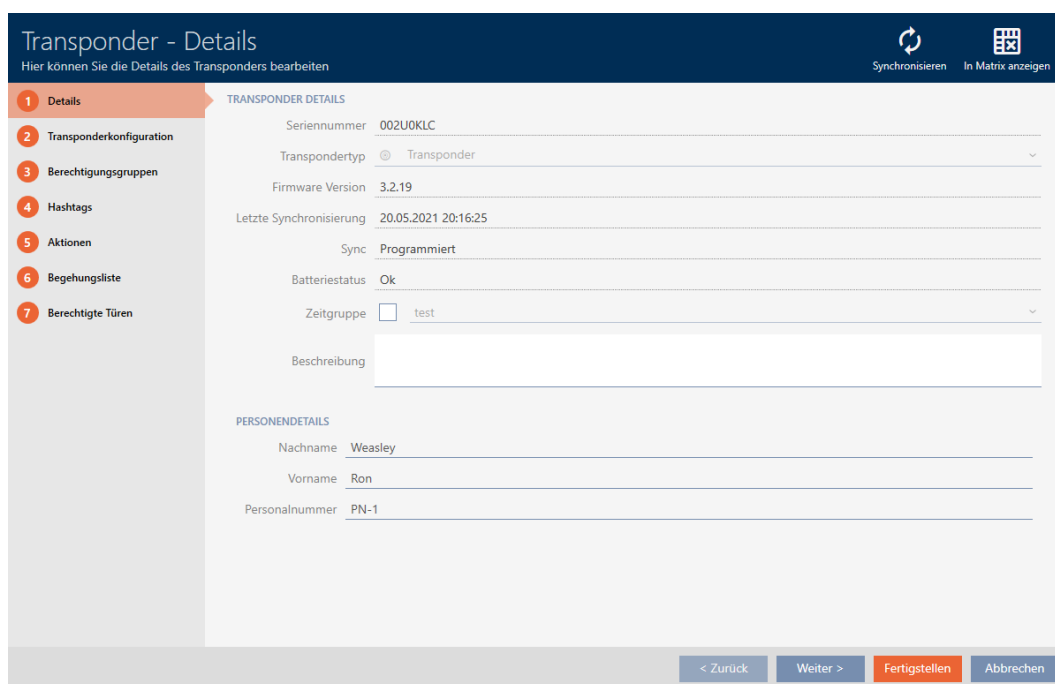 Transponder - Details
Hier können Sie die Details des Transponders bearbeiten
Synchronisieren
In Matrix anzeigen
1 Details
2 Transponderkonfiguration
3 Berechtigungsgruppen
4 Hashtags
5 Aktionen
6 Begehungsliste
7 Berechtigte Türen
TRANSPONDER DETAILS
Seriennummer 002U0KLC
Transpondertyp Transponder
Firmware Version 3.2.19
Letzte Synchronisierung 20.05.2021 20:16:25
Sync Programmiert
Batteriestatus Ok
Zeitgruppe test
Beschreibung
PERSONENDETAILS
Nachname Weasley
Vorname Ron
Personalnummer PN-1
< Zurück
Weiter >
Fertigstellen
Abbrechen